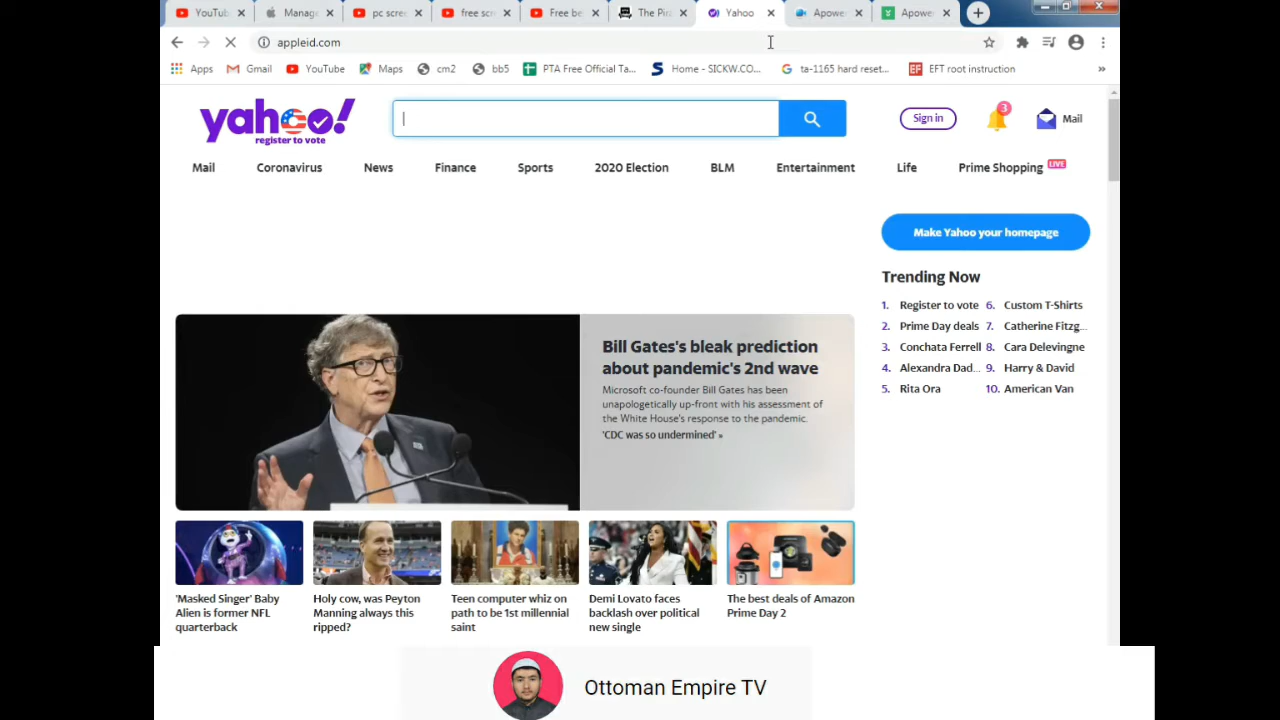 YouTub
Manag
pc scre
free scr
Free be
The Pir
Yahoo
Apower
Apowe
appleid.com
Apps
Gmail
YouTube
Maps
cm2
bb5
PTA Free Official Ta...
Home - SICKW.CO...
ta-1165 hard reset...
EFT root instruction
»
yahoo!
register to vote
Sign in
3
Mail
Mail
Coronavirus
News
Finance
Sports
2020 Election
BLM
Entertainment
Life
Prime Shopping
LIVE
Make Yahoo your homepage
Trending Now
1. Register to vote
2. Prime Day deals
3. Conchata Ferrell
4. Alexandra Dad...
5. Rita Ora
6. Custom T-Shirts
7. Catherine Fitzg...
8. Cara Delevingne
9. Harry & David
10. American Van
Bill Gates's bleak prediction
about pandemic's 2nd wave
Microsoft co-founder Bill Gates has been
unapologetically up-front with his assessment of
the White House's response to the pandemic.
'CDC was so undermined' »
'Masked Singer' Baby
Alien is former NFL
quarterback
Holy cow, was Peyton
Manning always this
ripped?
Teen computer whiz on
path to be 1st millennial
saint
Demi Lovato faces
backlash over political
new single
The best deals of Amazon
Prime Day 2
Ottoman Empire TV